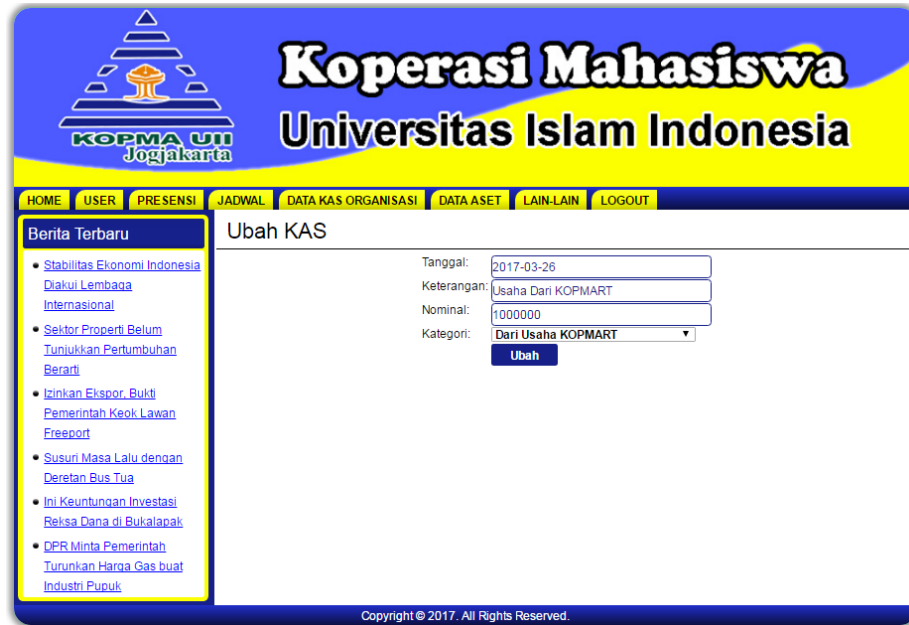 KOPMA UII
Jogjakarta
Koperasi Mahasiswa
Universitas Islam Indonesia
HOME USER PRESENSI JADWAL DATA KAS ORGANISASI DATA ASET LAIN-LAIN LOGOUT
Berita Terbaru
Stabilitas Ekonomi Indonesia
Diakui Lembaga
Internasional
Sektor Properti Belum
Tunjukkan Pertumbuhan
Berarti
Izinkan Ekspor, Bukti
Pemerintah Keok Lawan
Freeport
Susuri Masa Lalu dengan
Deretan Bus Tua
Ini Keuntungan Investasi
Reksa Dana di Bukalapak
DPR Minta Pemerintah
Turunkan Harga Gas buat
Industri Pupuk
Ubah KAS
Tanggal: 2017-03-26
Keterangan: Usaha Dari KOPMART
Nominal: 1000000
Kategori: Dari Usaha KOPMART
Ubah
Copyright © 2017. All Rights Reserved.